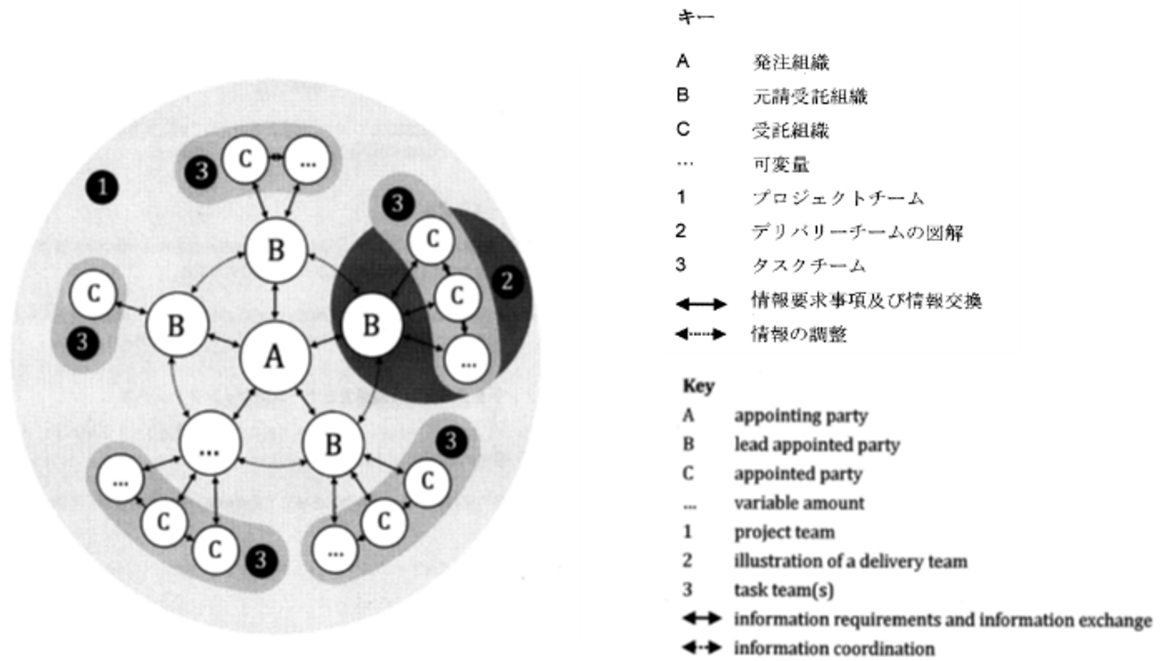 キー
A 発注組織
B 元請受託組織
C 受託組織
… 可変量
1 プロジェクトチーム
2 デリバリーチームの図解
3 タスクチーム
情報要求事項及び情報交換
情報の調整
Key
A appointing party
B lead appointed party
C appointed party
... variable amount
1 project team
2 illustration of a delivery team
3 task team(s)
information requirements and information exchange
information coordination
1
3 C ...
3
C
B
2
C
C
B
B
A
3
...
...
B
3
...
C
C
C
C
3
...